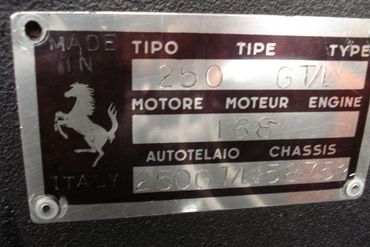 MADE
IN
ITALY
TIPO TIPE TYPE
250 GT/L
MOTORE MOTEUR ENGINE
168
AUTOTELAIO CHASSIS